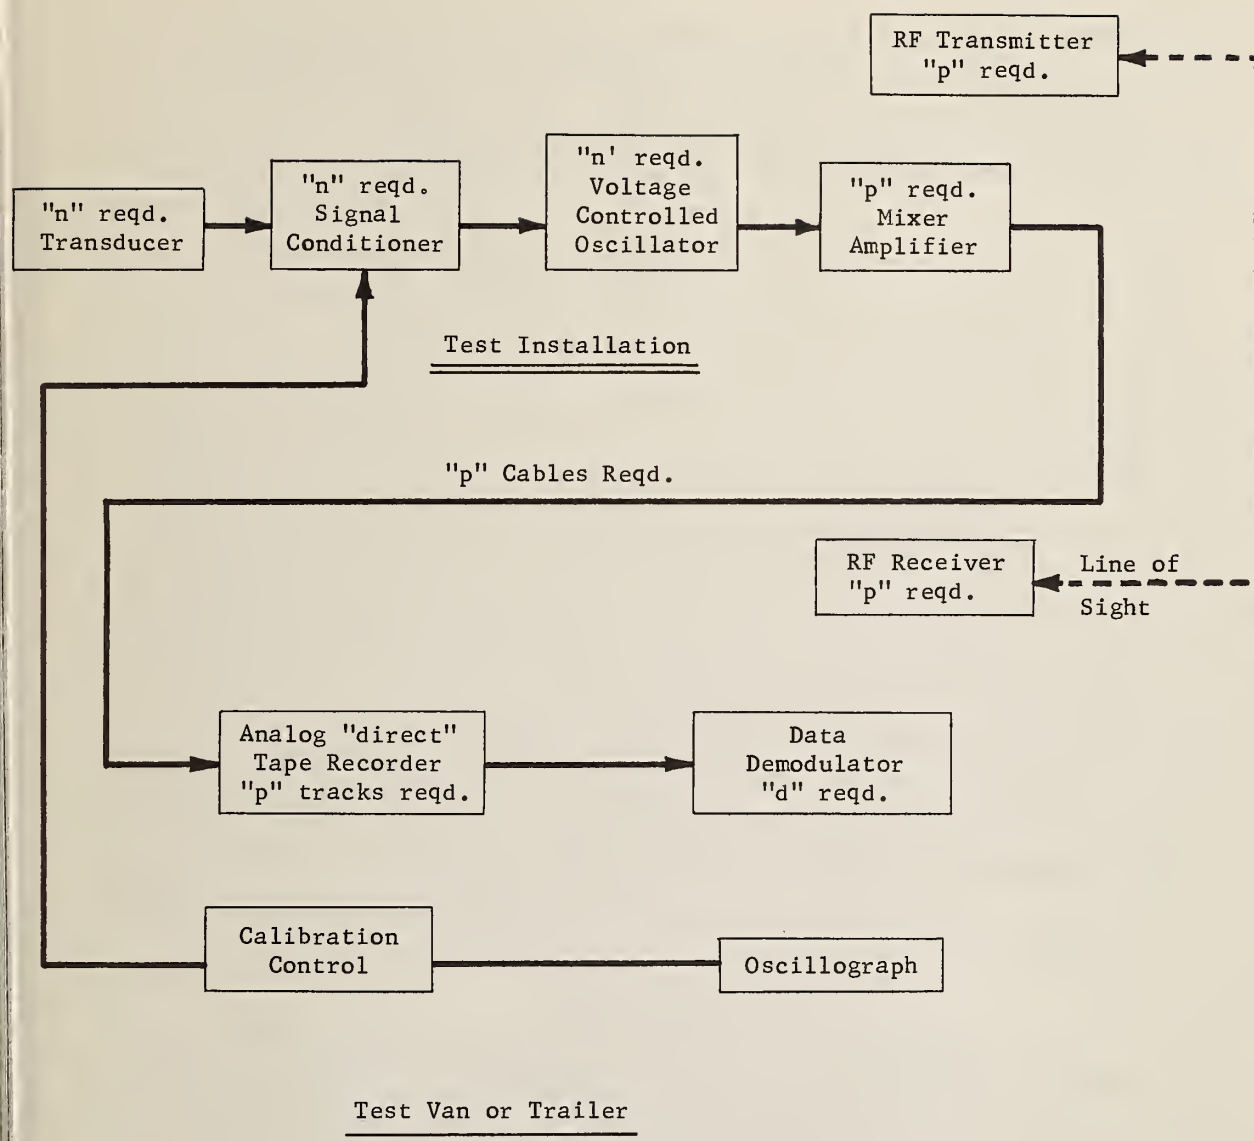 RF Transmitter
"p" reqd.
"n" reqd.
Transducer
"n" reqd.
Signal
Conditioner
"n' reqd.
Voltage
Controlled
Oscillator
"p" reqd.
Mixer
Amplifier
Test Installation
"p" Cables Reqd.
RF Receiver
"p" reqd.
Line of
Sight
Analog "direct"
Tape Recorder
"p" tracks reqd.
Data
Demodulator
"d" reqd.
Calibration
Control
Oscillograph
Test Van or Trailer